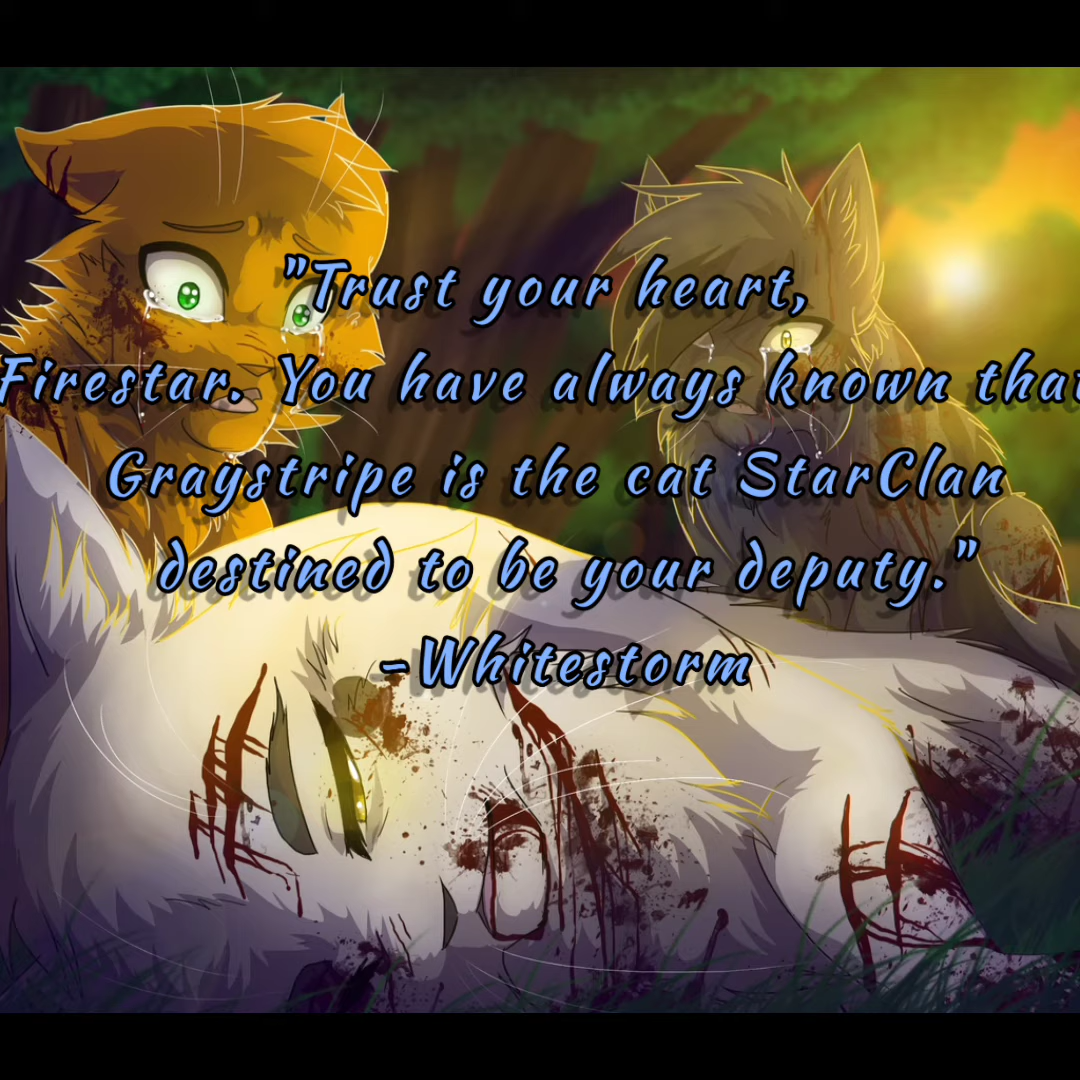 "Trust your heart,
Firestar. You have always known that
Graystripe is the cat StarClan
destined to be your deputy."
-Whitestorm